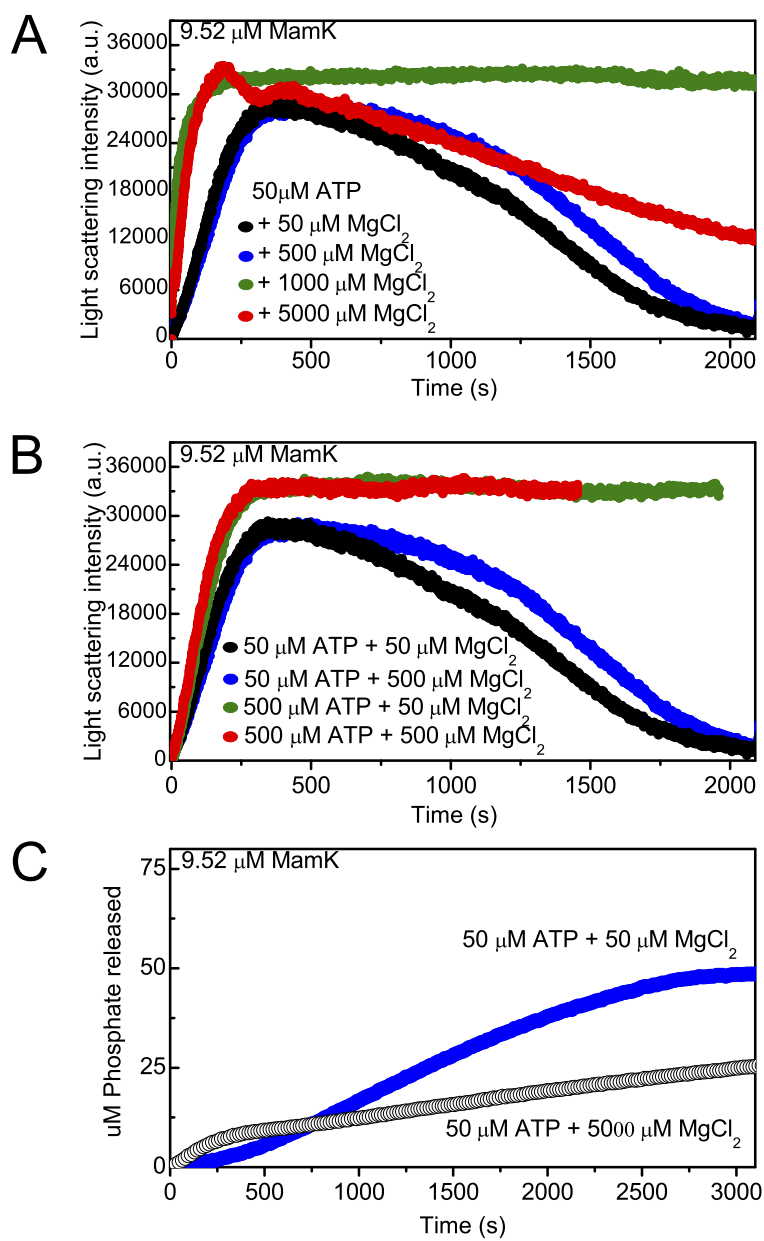 A
9.52 μM MamK
Light scattering intensity (a.u.)
36000
30000
24000
18000
12000
6000
0
50μM ATP
+ 50 μM MgCl2
+ 500 μM MgCl2
+ 1000 μM MgCl2
+ 5000 μM MgCl2
0 500 1000 1500 2000
Time (s)
B
9.52 μM MamK
Light scattering intensity (a.u.)
36000
30000
24000
18000
12000
6000
0
50 μM ATP + 50 μM MgCl2
50 μM ATP + 500 μM MgCl2
500 μM ATP + 50 μM MgCl2
500 μM ATP + 500 μM MgCl2
0 500 1000 1500 2000
Time (s)
C
9.52 μM MamK
uM Phosphate released
75
50
25
0
50 μM ATP + 50 μM MgCl2
50 μM ATP + 5000 μM MgCl2
0 500 1000 1500 2000 2500 3000
Time (s)